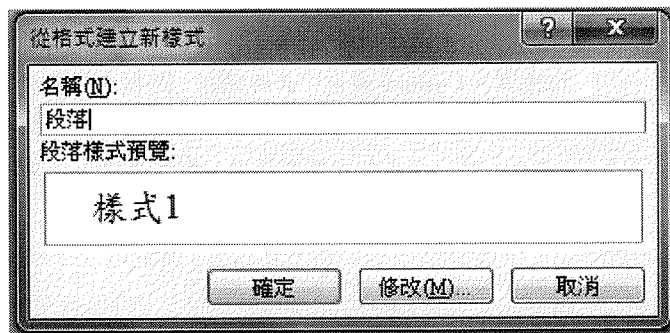 從格式建立新樣式
名稱(N):
段落
段落樣式預覽:
樣式1
確定 修改(M)... 取消